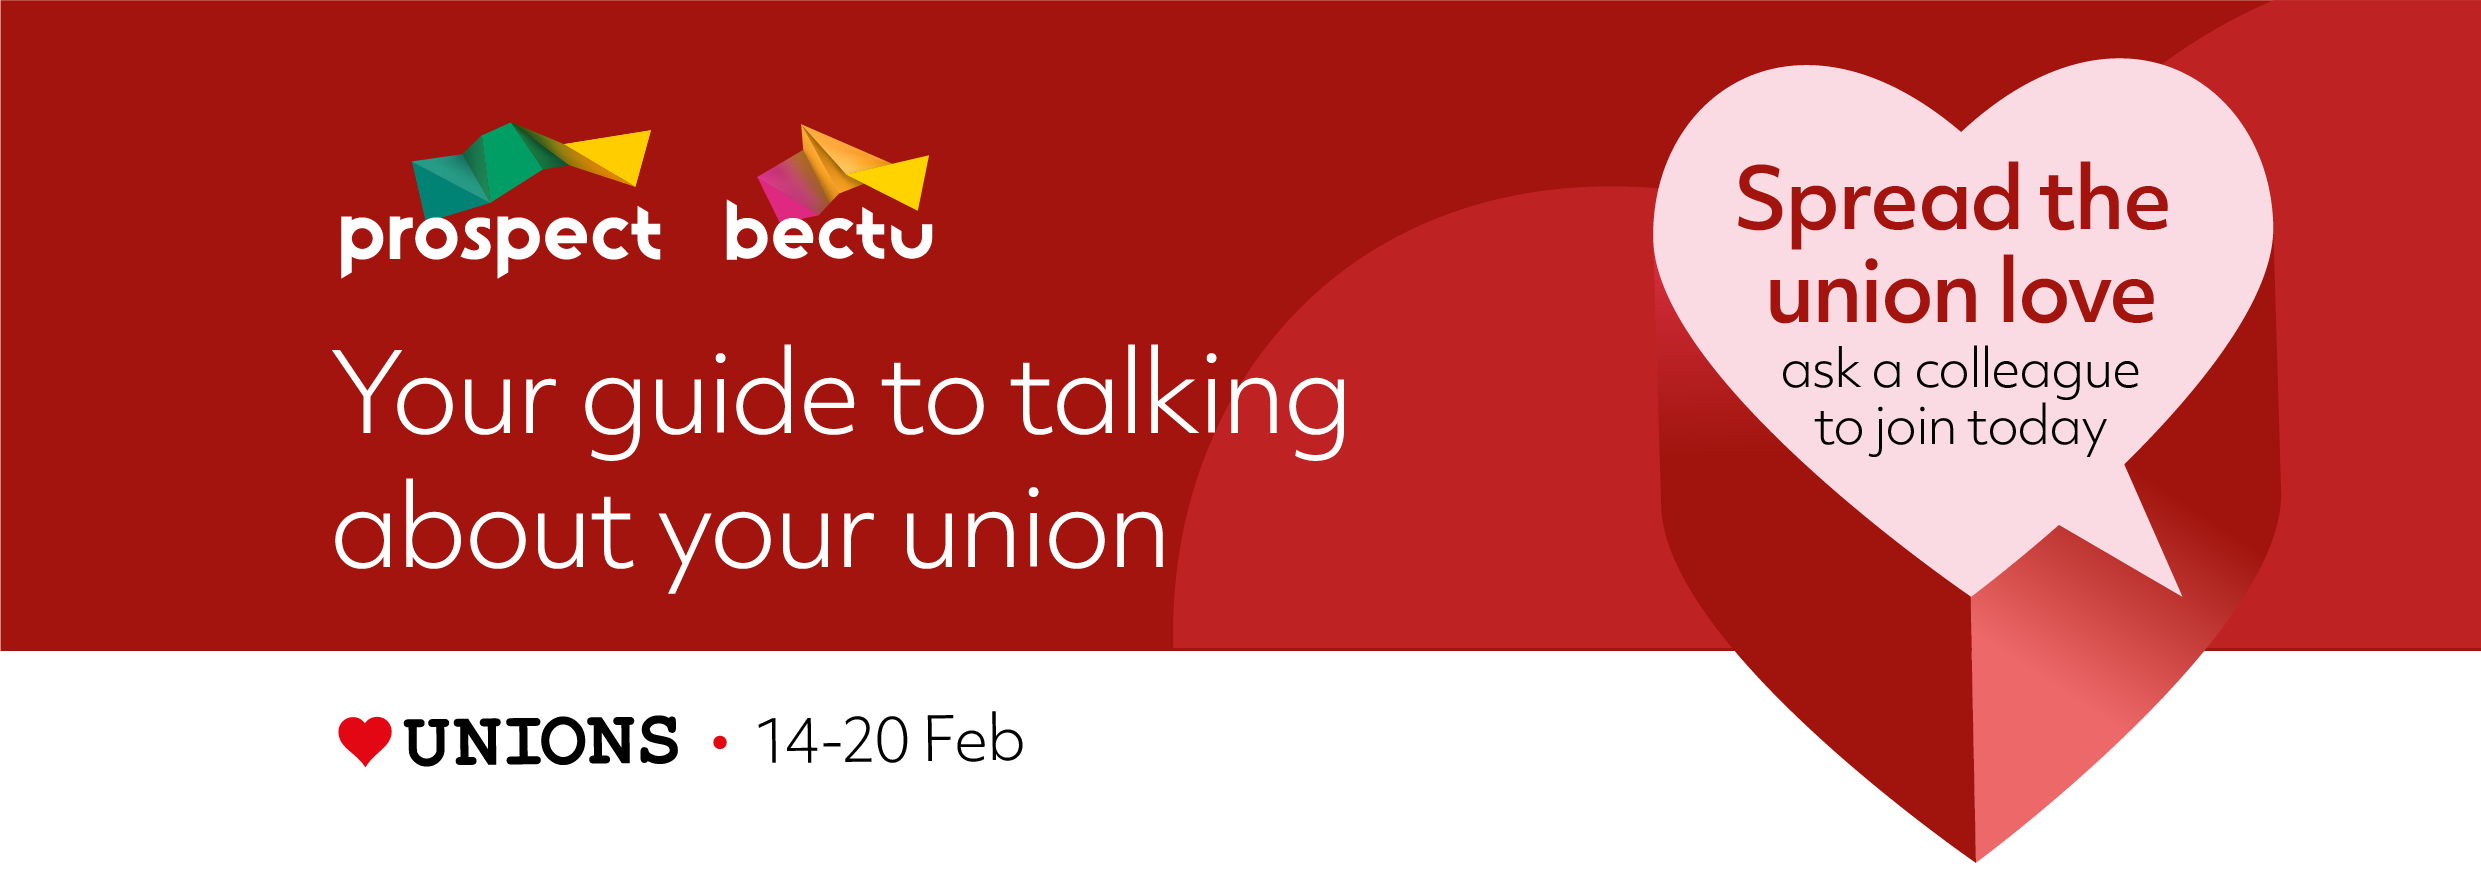 prospect bectu
Your guide to talking
about your union
Spread the
union love
ask a colleague
to join today
UNIONS • 14-20 Feb